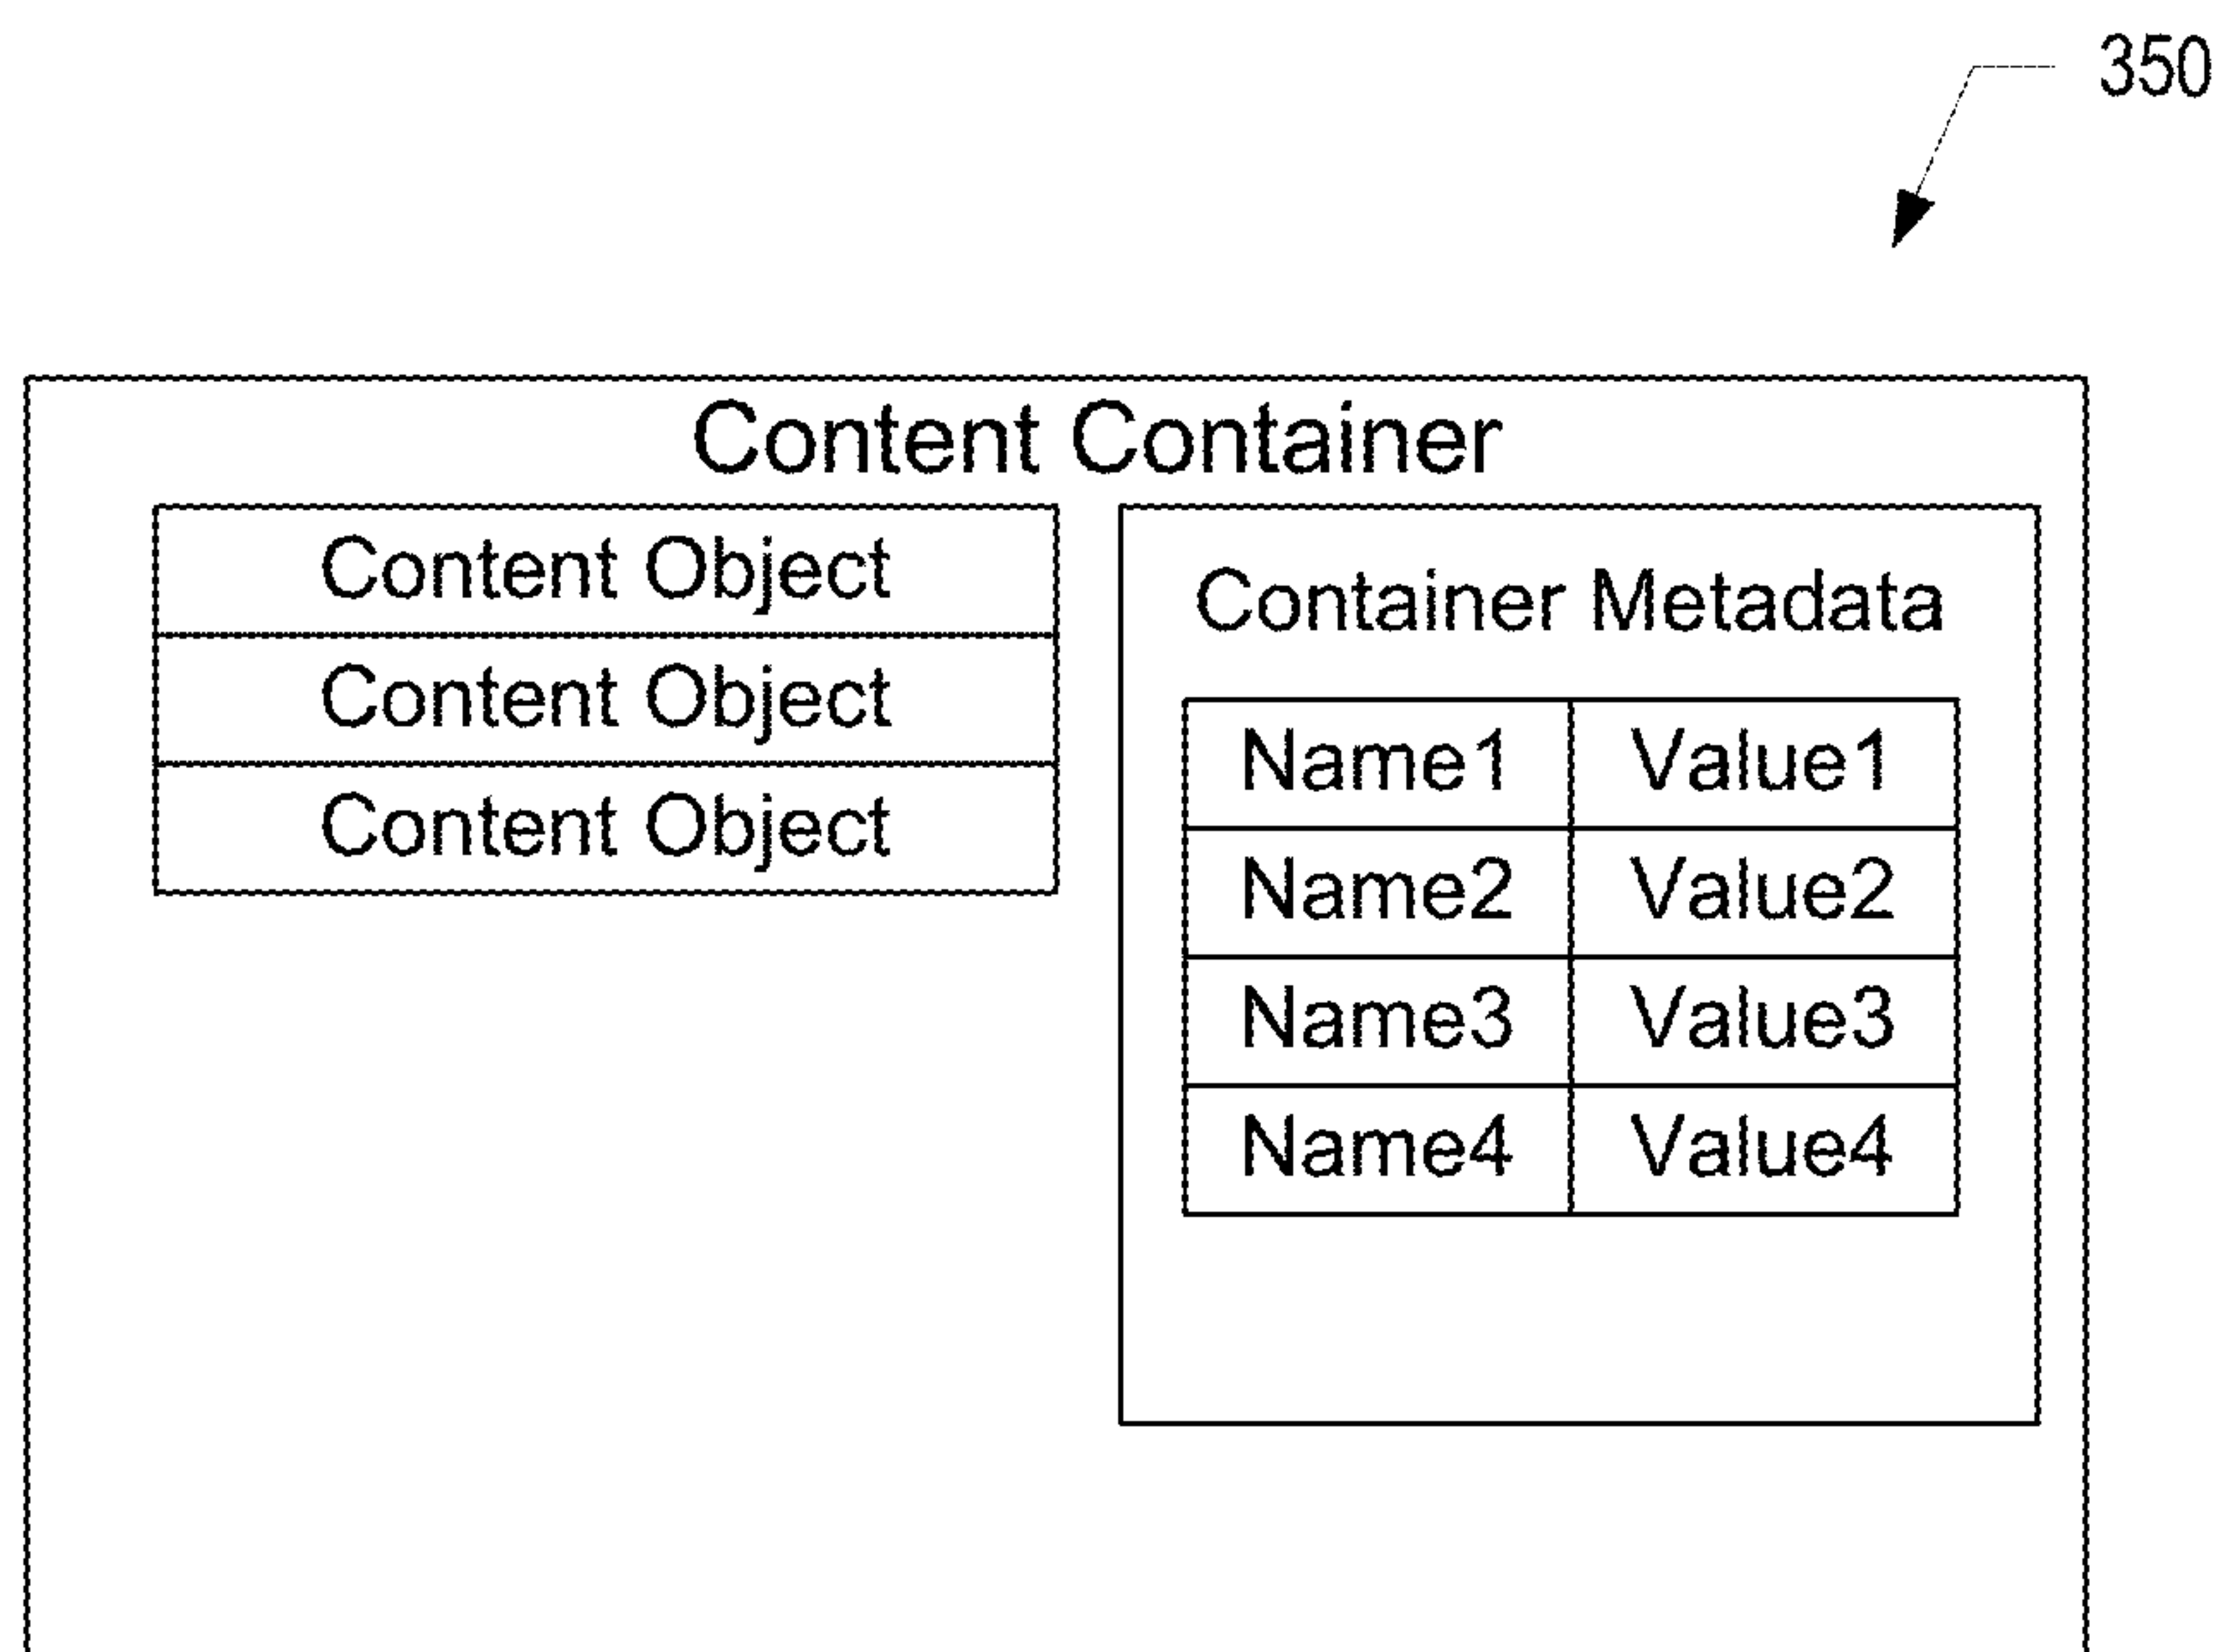 350
Content Container
Content Object
Content Object
Content Object
Container Metadata
Name1 Value1
Name2 Value2
Name3 Value3
Name4 Value4